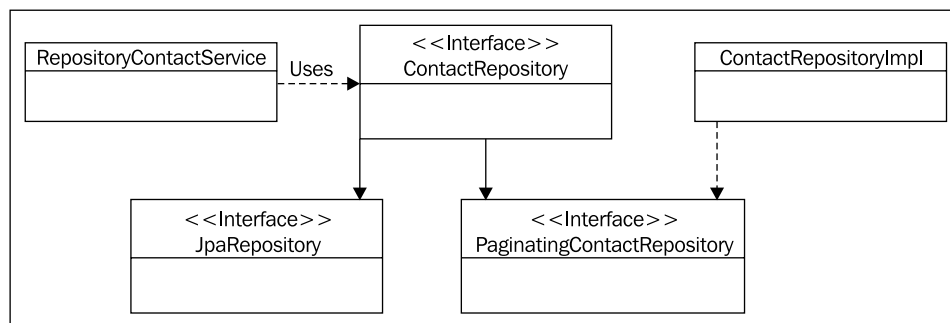 RepositoryContactService
Uses
<<Interface>>
ContactRepository
ContactRepositoryImpl
<<Interface>>
JpaRepository
<<Interface>>
PaginatingContactRepository